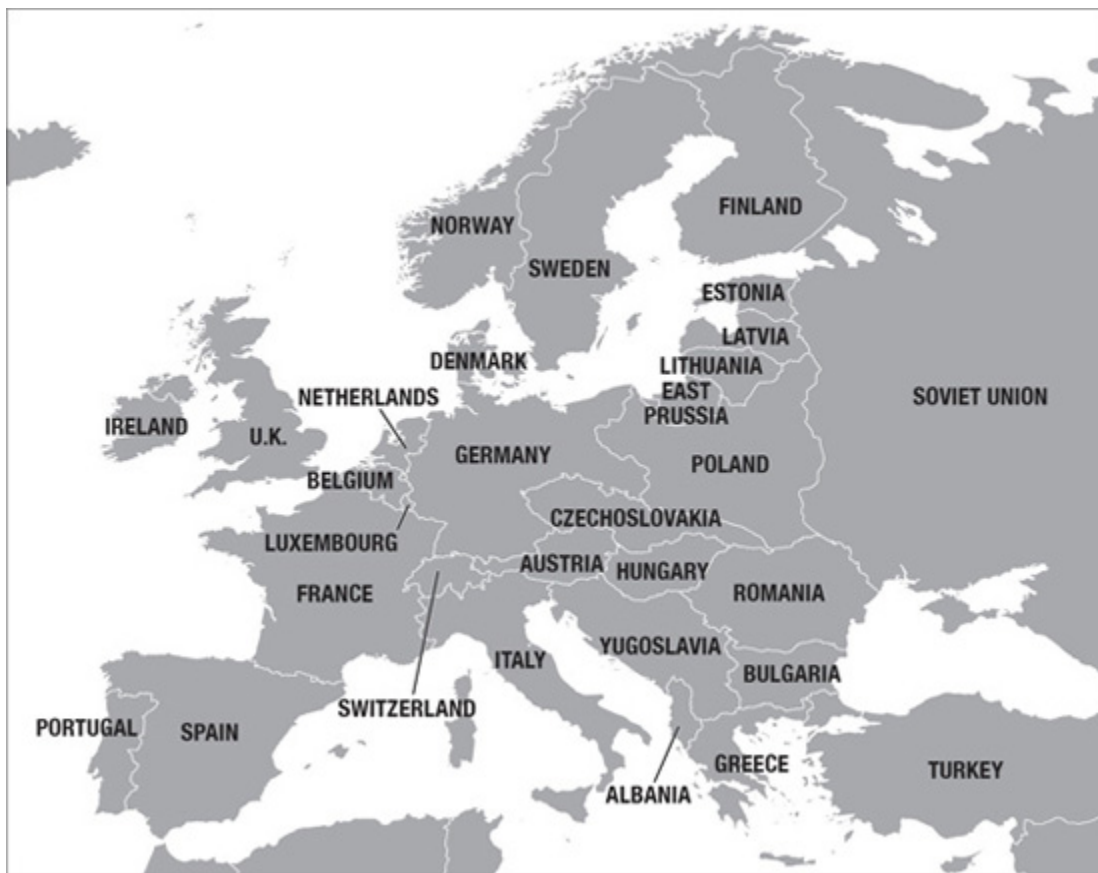 NORWAY
FINLAND
SWEDEN
ESTONIA
LATVIA
DENMARK
LITHUANIA
EAST
PRUSSIA
NETHERLANDS
SOVIET UNION
IRELAND
U.K.
GERMANY
POLAND
BELGIUM
CZECHOSLOVAKIA
LUXEMBOURG
AUSTRIA
HUNGARY
FRANCE
ROMANIA
YUGOSLAVIA
ITALY
BULGARIA
SWITZERLAND
PORTUGAL
SPAIN
GREECE
TURKEY
ALBANIA